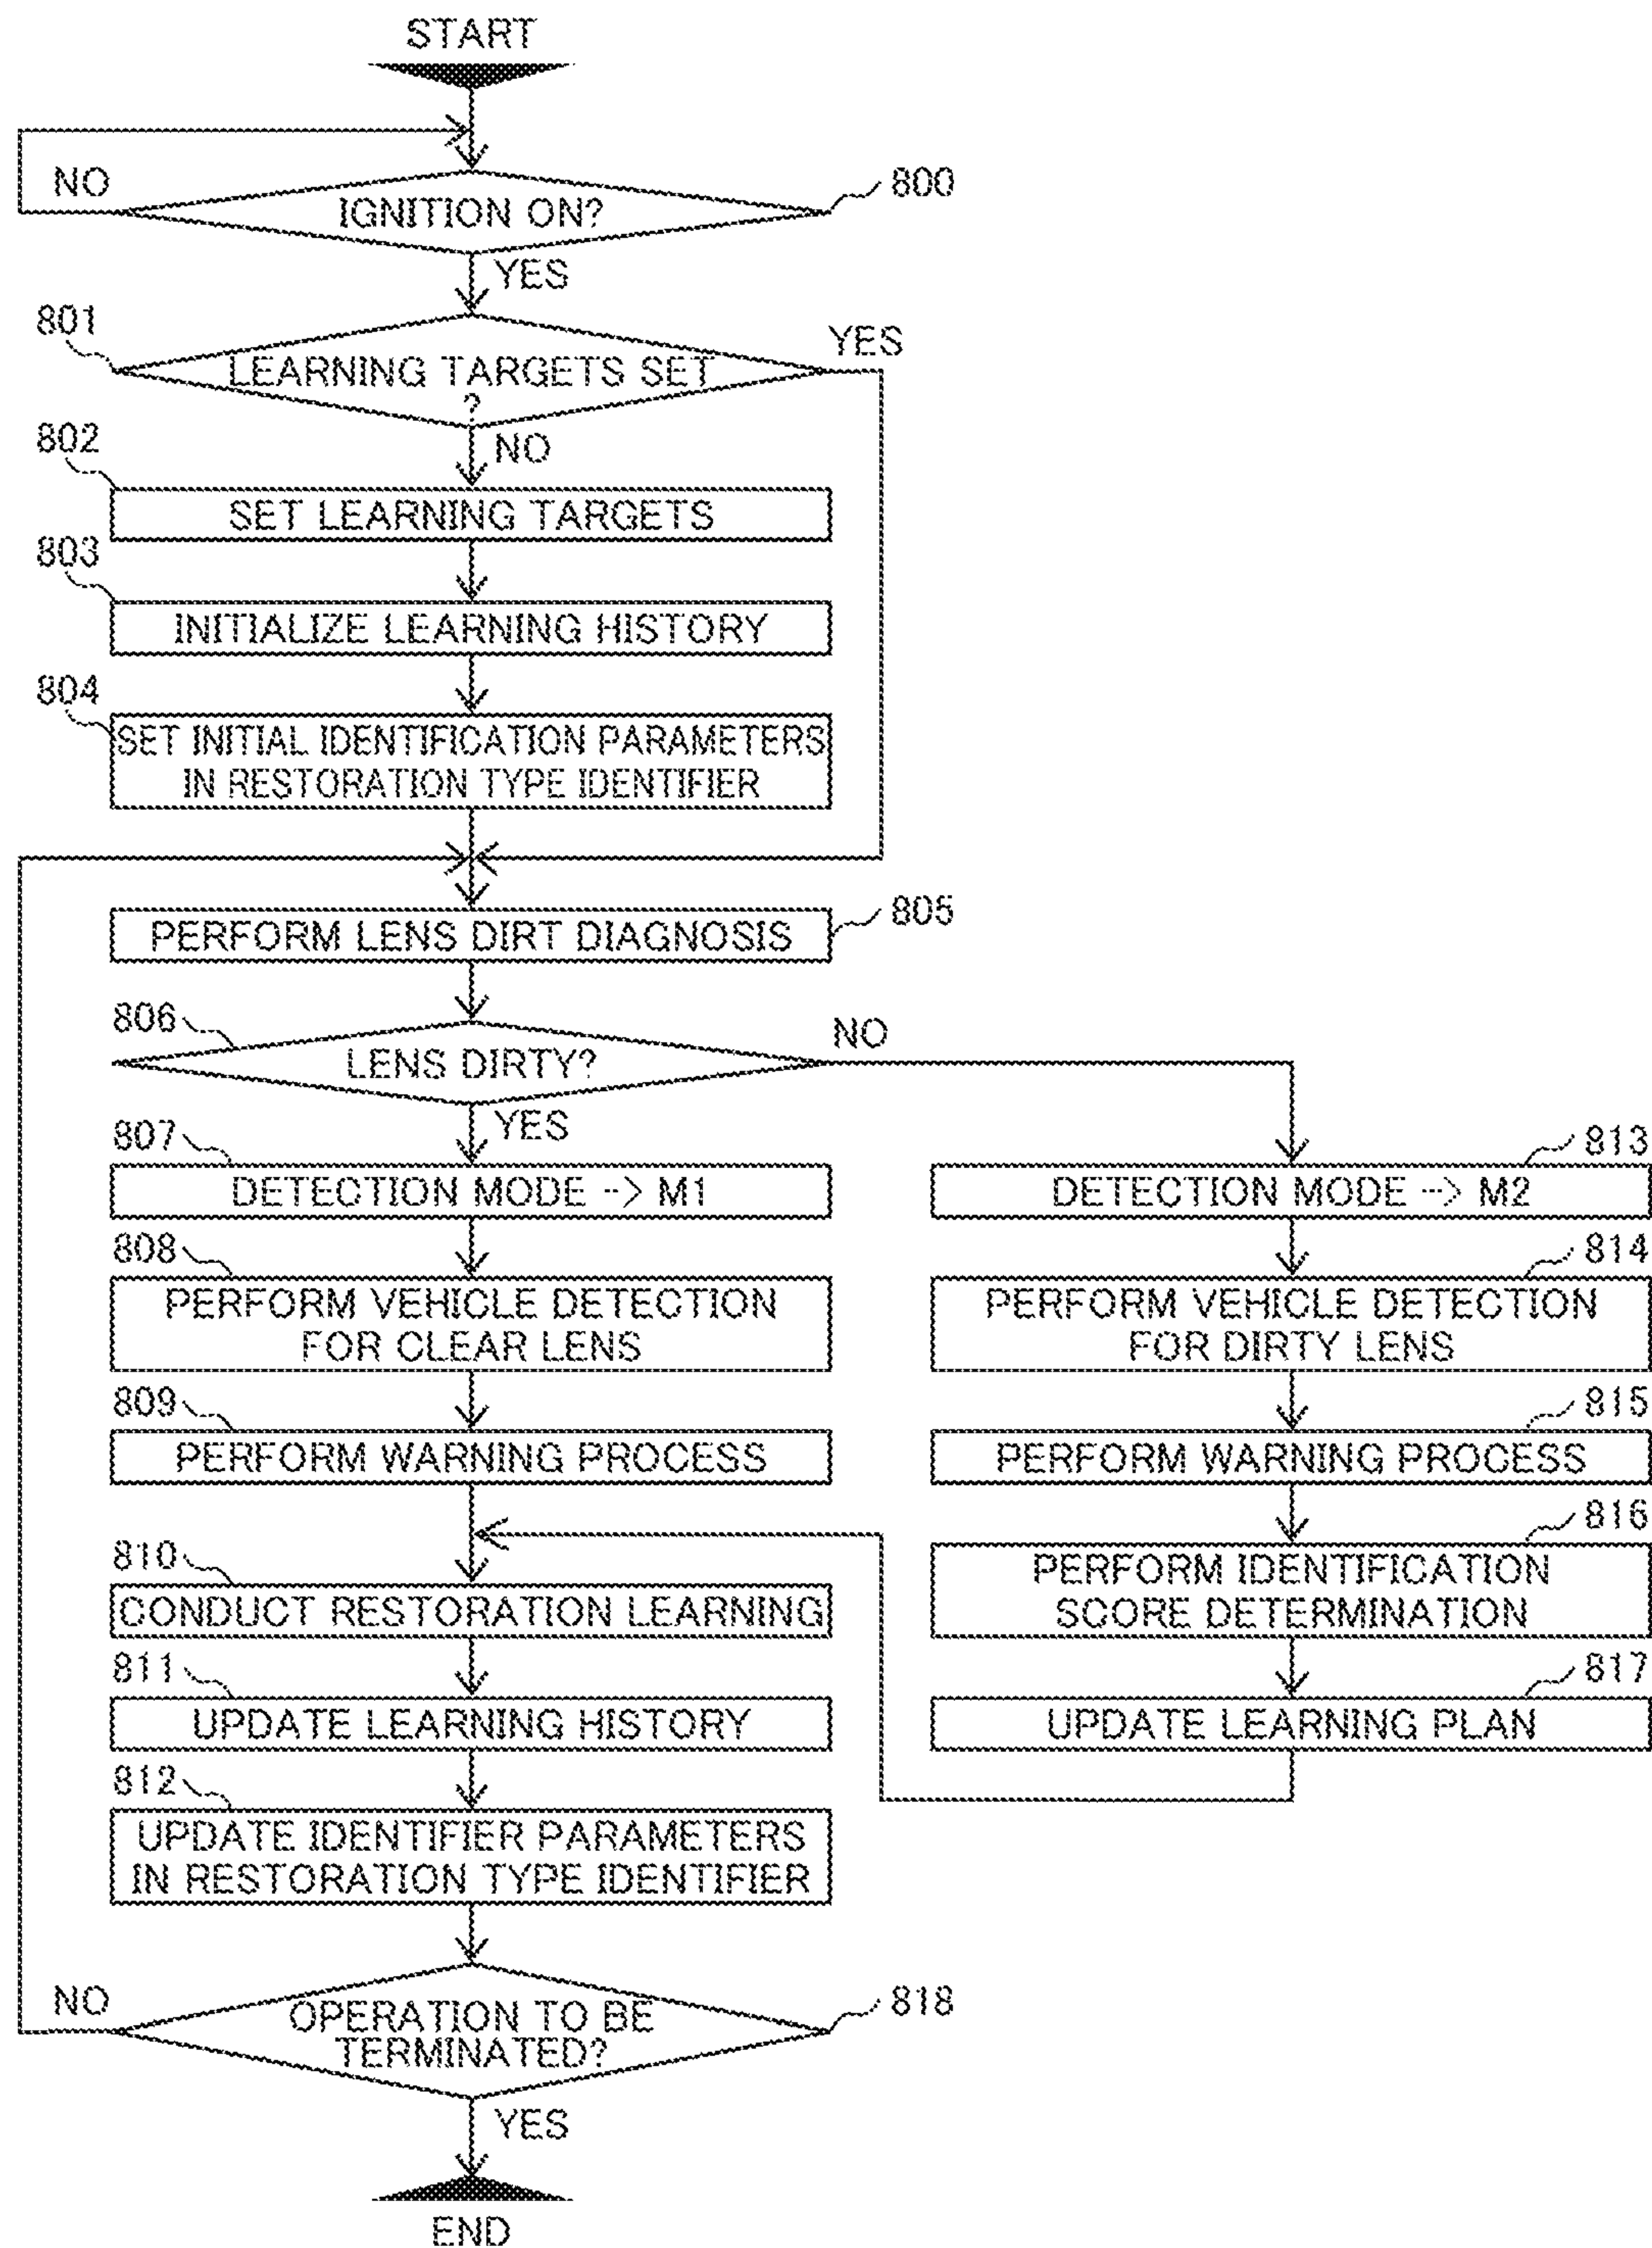 START
NO
IGNITION ON?
800
YES
801
LEARNING TARGETS SET
?
YES
NO
802
SET LEARNING TARGETS
803
INITIALIZE LEARNING HISTORY
804
SET INITIAL IDENTIFICATION PARAMETERS
IN RESTORATION TYPE IDENTIFIER
PERFORM LENS DIRT DIAGNOSIS
805
806
LENS DIRTY?
NO
YES
807
DETECTION MODE --> M1
808
PERFORM VEHICLE DETECTION
FOR CLEAR LENS
809
PERFORM WARNING PROCESS
810
CONDUCT RESTORATION LEARNING
811
UPDATE LEARNING HISTORY
812
UPDATE IDENTIFIER PARAMETERS
IN RESTORATION TYPE IDENTIFIER
813
DETECTION MODE --> M2
814
PERFORM VEHICLE DETECTION
FOR DIRTY LENS
815
PERFORM WARNING PROCESS
816
PERFORM IDENTIFICATION
SCORE DETERMINATION
817
UPDATE LEARNING PLAN
NO
OPERATION TO BE
TERMINATED?
818
YES
END